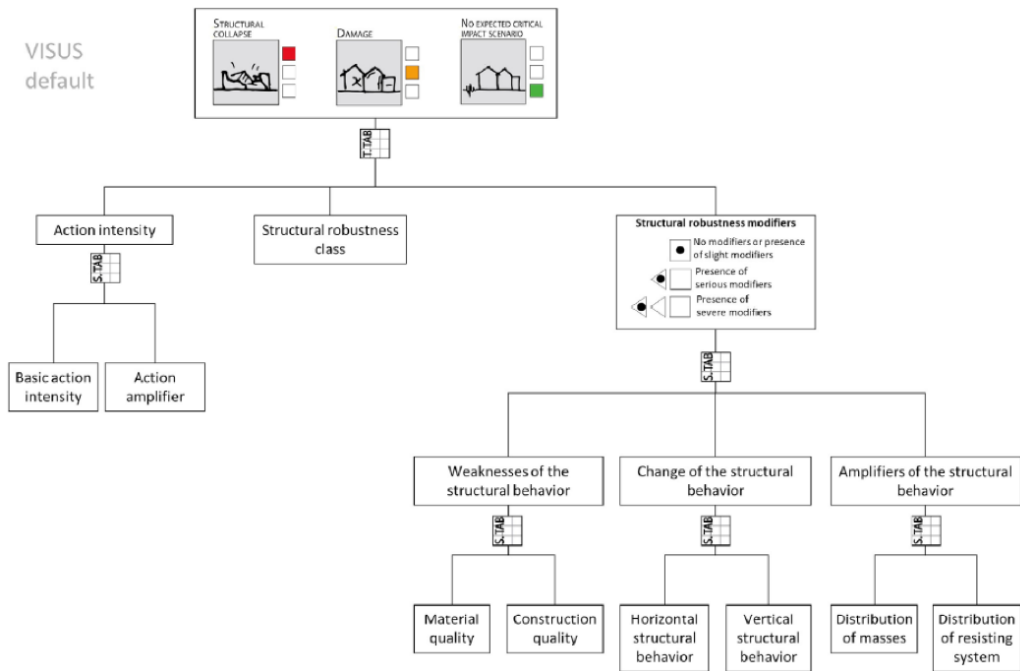 VISUS
default
STRUCTURAL
COLLAPSE
DAMAGE
NO EXPECTED CRITICAL
IMPACT SCENARIO
T.TAB
Action intensity
Structural robustness
class
Structural robustness modifiers
No modifiers or presence
of slight modifiers
Presence of
serious modifiers
Presence of
severe modifiers
S.TAB
Basic action
intensity
Action
amplifier
S.TAB
Weaknesses of the
structural behavior
Change of the structural
behavior
Amplifiers of the structural
behavior
S.TAB
S.TAB
S.TAB
Material
quality
Construction
quality
Horizontal
structural
behavior
Vertical
structural
behavior
Distribution
of masses
Distribution
of resisting
system